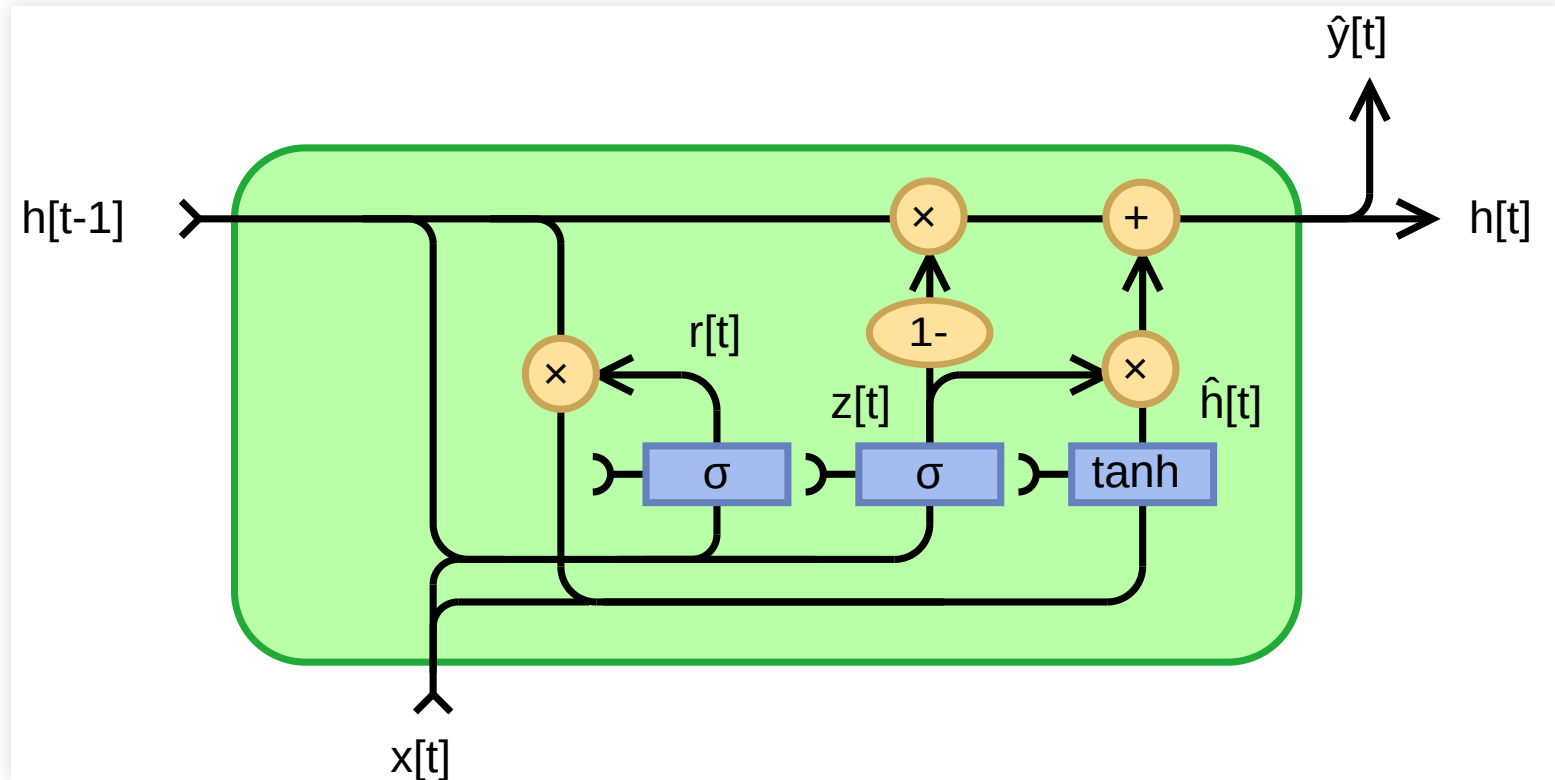 ŷ[t]
h[t-1]
×
+
h[t]
r[t]
1-
×
×
z[t]
ĥ[t]
σ
σ
tanh
x[t]